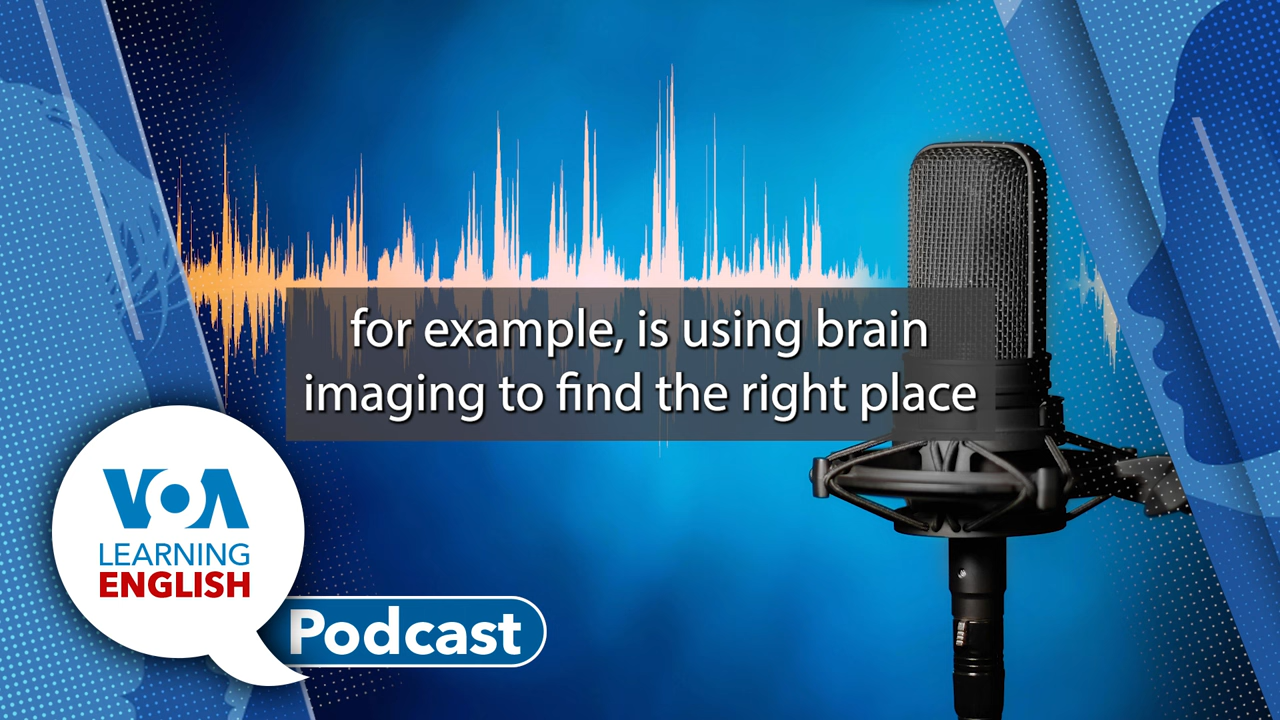 for example, is using brain
imaging to find the right place
VOA
LEARNING
ENGLISH
Podcast